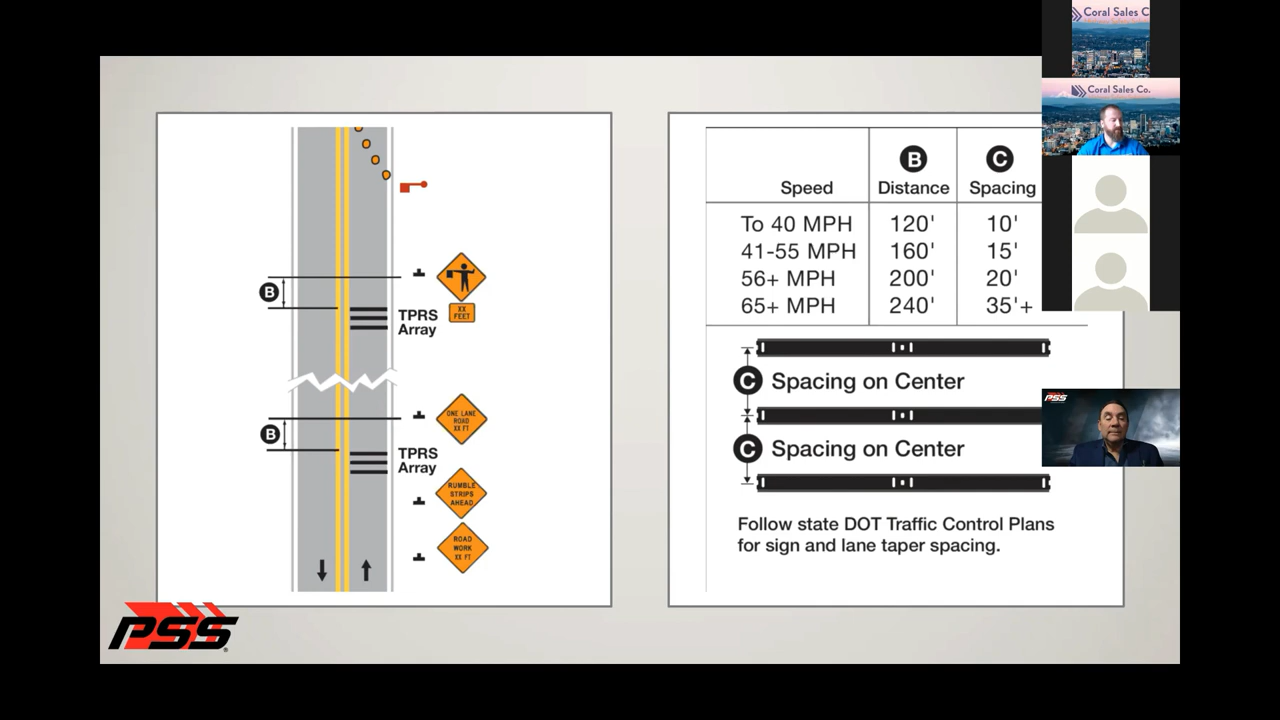 B
TPRS
Array
XX
FEET
B
TPRS
Array
ONE LANE
ROAD
XX FT
RUMBLE
STRIPS
AHEAD
ROAD
WORK
XX FT
PSS
Speed B Distance C Spacing
To 40 MPH 120' 10'
41-55 MPH 160' 15'
56+ MPH 200' 20'
65+ MPH 240' 35'+
C Spacing on Center
C Spacing on Center
Follow state DOT Traffic Control Plans
for sign and lane taper spacing.
Coral Sales C
Coral Sales Co.
PSS